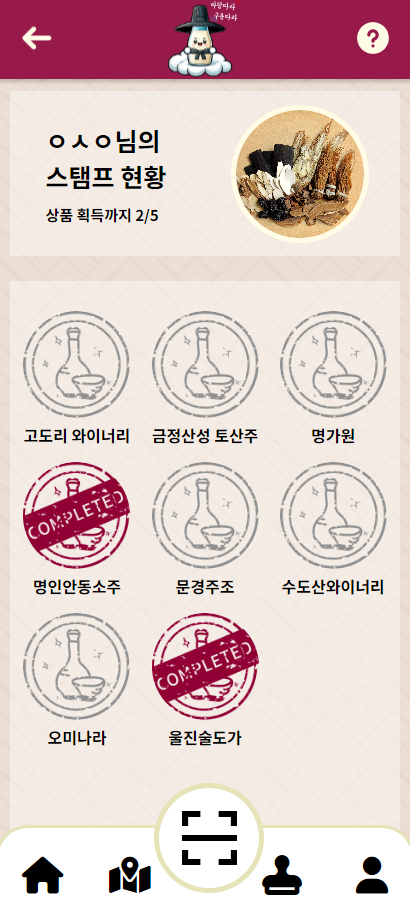 ㅇㅅㅇ님의
스탬프 현황
상품 획득까지 2/5
고도리 와이너리
금정산성 토산주
명가원
COMPLETED
명인안동소주
문경주조
수도산와이너리
COMPLETED
오미나라
울진술도가